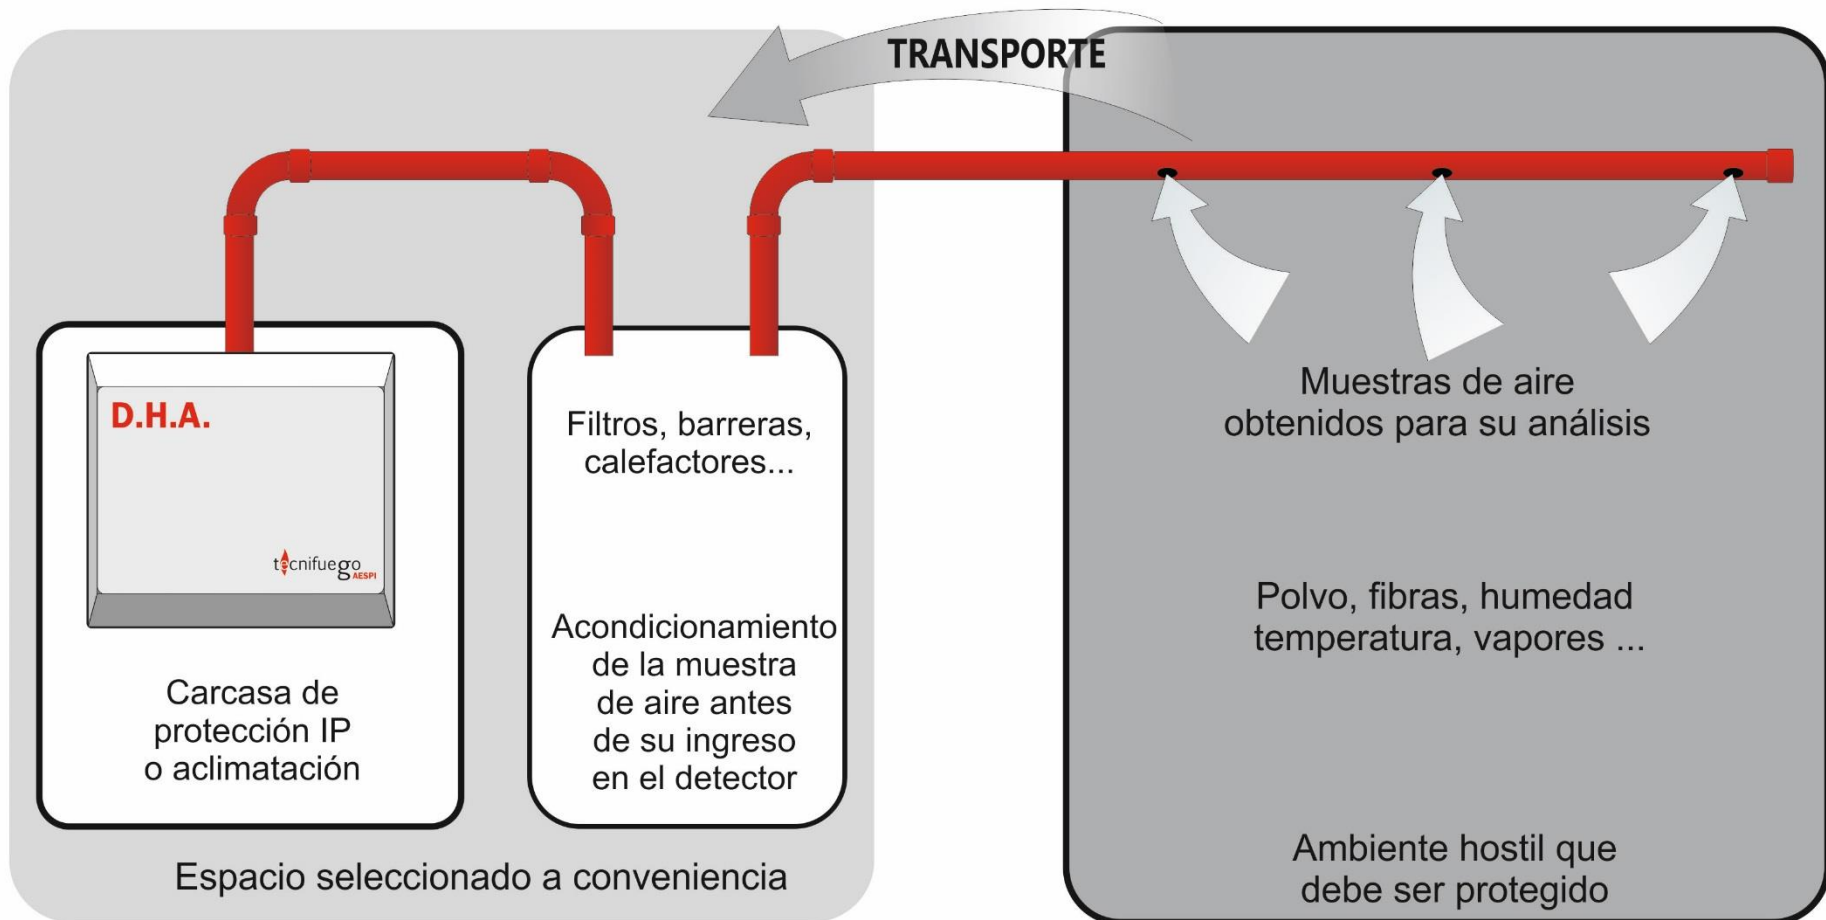 TRANSPORTE
D.H.A.
tecnifuego
AESPI
Carcasa de
protección IP
o aclimatación
Filtros, barreras,
calefactores...
Acondicionamiento
de la muestra
de aire antes
de su ingreso
en el detector
Espacio seleccionado a conveniencia
Muestras de aire
obtenidos para su análisis
Polvo, fibras, humedad
temperatura, vapores ...
Ambiente hostil que
debe ser protegido